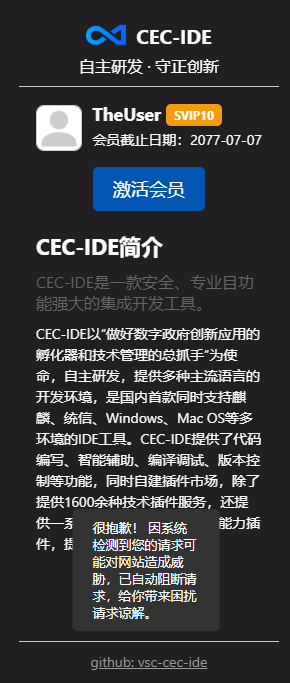 CEC-IDE
自主研发 · 守正创新
TheUser SVIP10
会员截止日期：2077-07-07
激活会员
CEC-IDE简介
CEC-IDE是一款安全、专业目功
能强大的集成开发工具。
CEC-IDE以“做好数字政府创新应用的
孵化器和技术管理的总抓手”为使
命，自主研发，提供多种主流语言的
开发环境，是国内首款同时支持麒
麟、统信、Windows、Mac OS等多
环境的IDE工具。CEC-IDE提供了代码
编写、智能辅助、编译调试、版本控
制等功能，同时自建插件市场，除了
提供1600余种技术插件服务，还提
供一系
能力插
件，提
很抱歉！因系统
检测到您的请求可
能对网站造成威
胁，已自动阻断请
求，给你带来困扰
请求谅解。
github: vsc-cec-ide